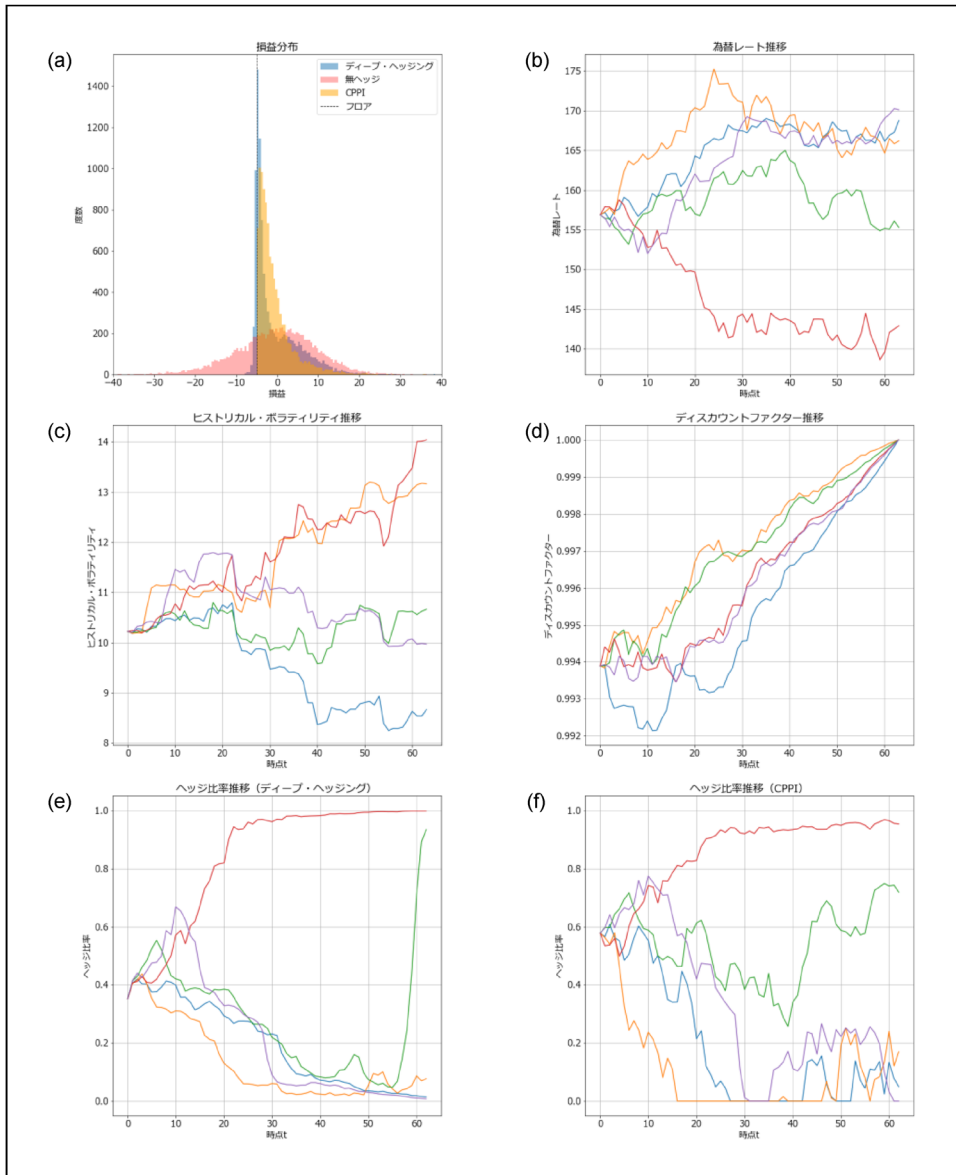 (a)
損益分布
ディープ・ヘッジング
無ヘッジ
CPPI
フロア
度数
1400
1200
1000
800
600
400
200
0
−40 −30 −20 −10 0 10 20 30 40
損益
(b)
為替レート推移
為替レート
175
170
165
160
155
150
145
140
0 10 20 30 40 50 60
時点t
(c)
ヒストリカル・ボラティリティ推移
ヒストリカル・ボラティリティ
14
13
12
11
10
9
8
0 10 20 30 40 50 60
時点t
(d)
ディスカウントファクター推移
ディスカウントファクター
1.000
0.999
0.998
0.997
0.996
0.995
0.994
0.993
0.992
0 10 20 30 40 50 60
時点t
(e)
ヘッジ比率推移（ディープ・ヘッジング）
ヘッジ比率
1.0
0.8
0.6
0.4
0.2
0.0
0 10 20 30 40 50 60
時点t
(f)
ヘッジ比率推移（CPPI）
ヘッジ比率
1.0
0.8
0.6
0.4
0.2
0.0
0 10 20 30 40 50 60
時点t